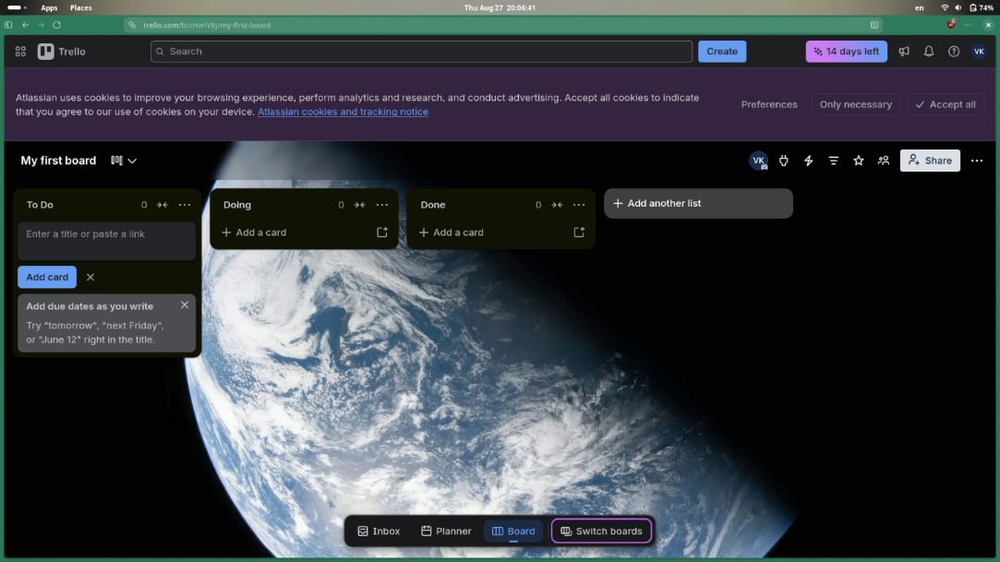 Apps Places
Thu Aug 27 20:06:41
en 74%
trello.com/b/cHvriYRJ/my-first-board
Trello
Search
Create
14 days left
VK
Atlassian uses cookies to improve your browsing experience, perform analytics and research, and conduct advertising. Accept all cookies to indicate
that you agree to our use of cookies on your device. Atlassian cookies and tracking notice
Preferences
Only necessary
Accept all
My first board
VK
Share
To Do 0
Enter a title or paste a link
Add card
Add due dates as you write
Try "tomorrow", "next Friday",
or "June 12" right in the title.
Doing 0
Add a card
Done 0
Add a card
Add another list
Inbox
Planner
Board
Switch boards